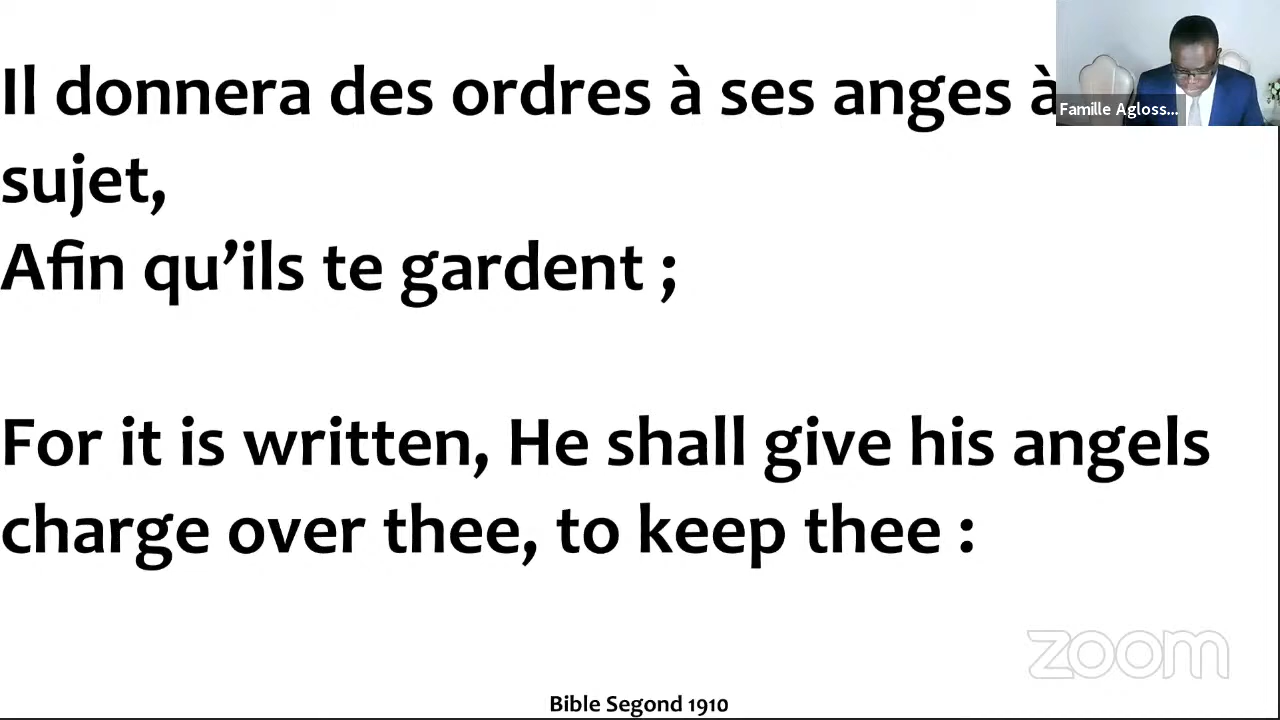 Il donnera des ordres à ses anges à
sujet,
Afin qu’ils te gardent ;
For it is written, He shall give his angels
charge over thee, to keep thee :
Famille Agloss...
zoom
Bible Segond 1910